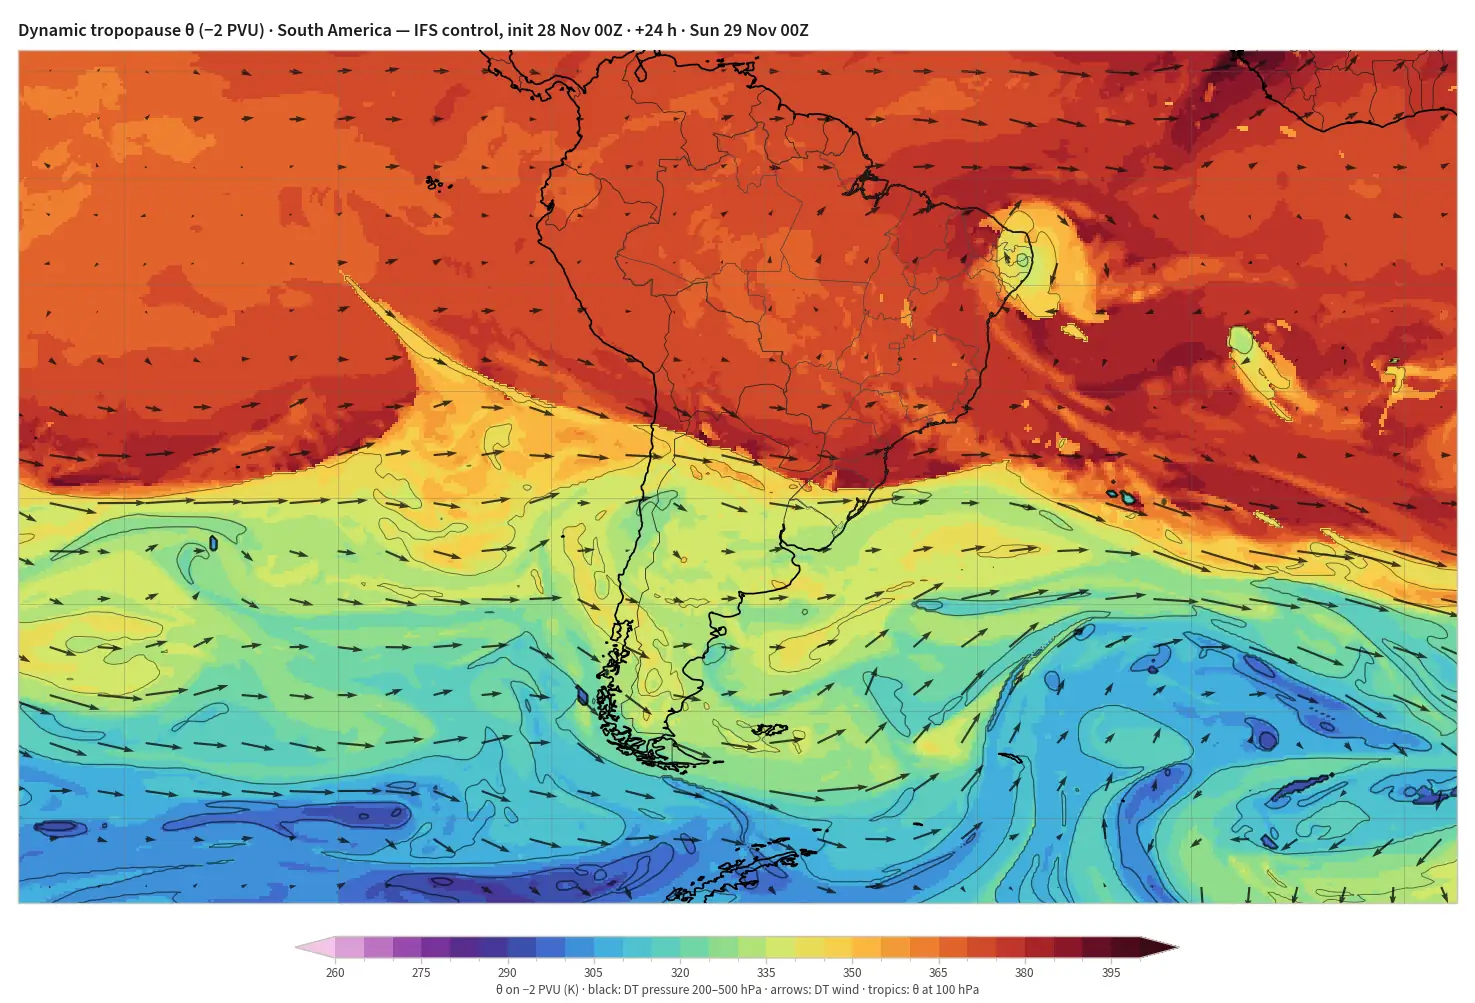 Dynamic tropopause θ (−2 PVU) · South America — IFS control, init 28 Nov 00Z · +24 h · Sun 29 Nov 00Z
260 275 290 305 320 335 350 365 380 395
θ on −2 PVU (K) · black: DT pressure 200–500 hPa · arrows: DT wind · tropics: θ at 100 hPa